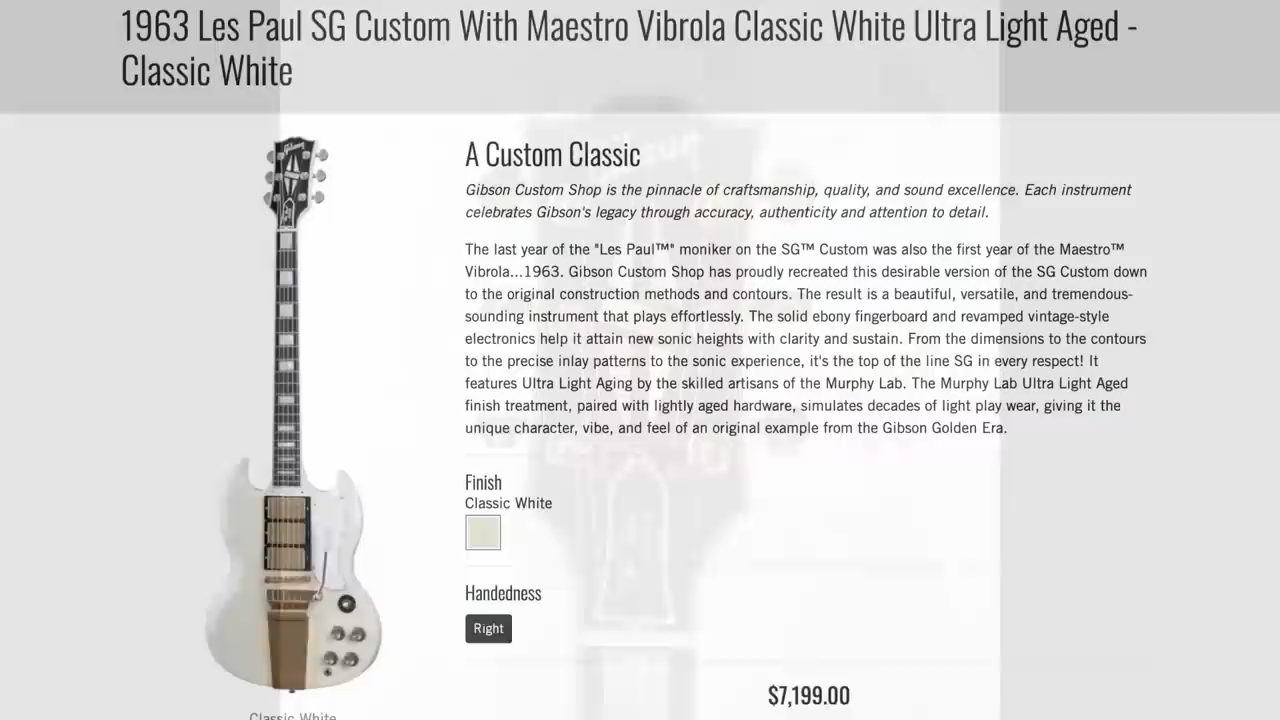 1963 Les Paul SG Custom With Maestro Vibrola Classic White Ultra Light Aged -
Classic White
A Custom Classic
Gibson Custom Shop is the pinnacle of craftsmanship, quality, and sound excellence. Each instrument
celebrates Gibson's legacy through accuracy, authenticity and attention to detail.
The last year of the "Les Paul™" moniker on the SG™ Custom was also the first year of the Maestro™
Vibrola...1963. Gibson Custom Shop has proudly recreated this desirable version of the SG Custom down
to the original construction methods and contours. The result is a beautiful, versatile, and tremendous-
sounding instrument that plays effortlessly. The solid ebony fingerboard and revamped vintage-style
electronics help it attain new sonic heights with clarity and sustain. From the dimensions to the contours
to the precise inlay patterns to the sonic experience, it's the top of the line SG in every respect! It
features Ultra Light Aging by the skilled artisans of the Murphy Lab. The Murphy Lab Ultra Light Aged
finish treatment, paired with lightly aged hardware, simulates decades of light play wear, giving it the
unique character, vibe, and feel of an original example from the Gibson Golden Era.
Finish
Classic White
Handedness
Right
$7,199.00
Classic White
Gibson